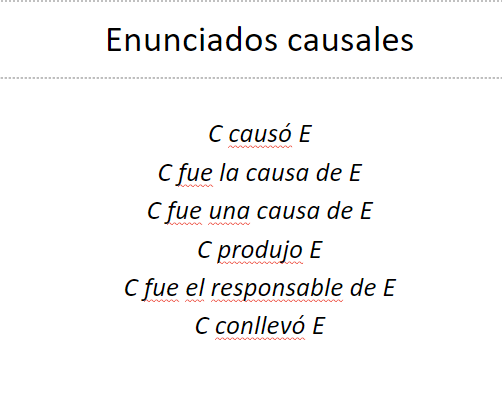 Enunciados causales
C causó E
C fue la causa de E
C fue una causa de E
C produjo E
C fue el responsable de E
C conllevó E